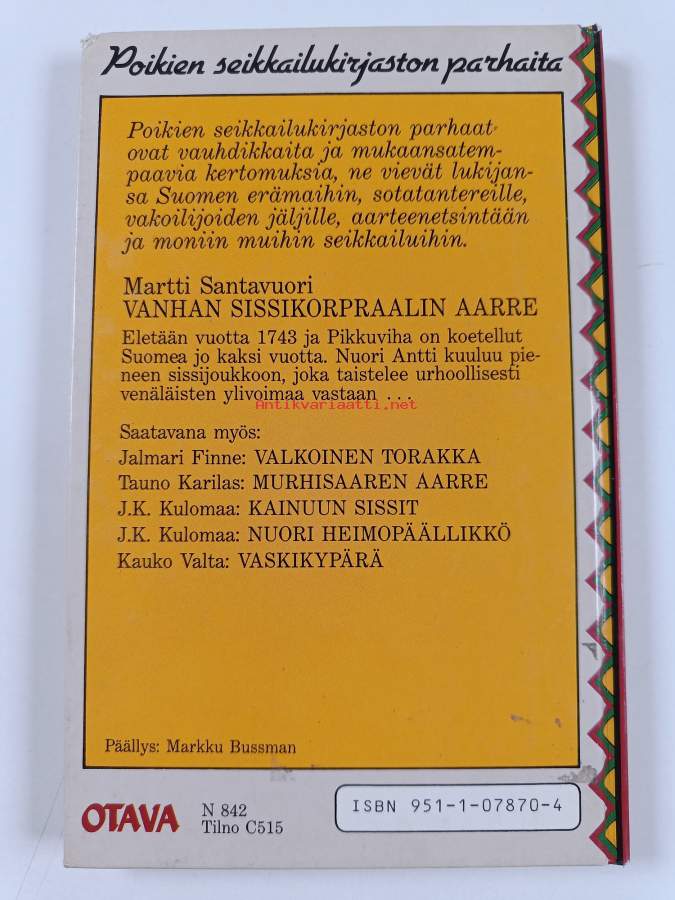 Poikien seikkailukirjaston parhaita
Poikien seikkailukirjaston parhaat
ovat vauhdikkaita ja mukaansatem-
paavia kertomuksia, ne vievät lukijan-
sa Suomen erämaihin, sotatantereille,
vakoilijoiden jäljille, aarteenetsintään
ja moniin muihin seikkailuihin.
Martti Santavuori
VANHAN SISSIKORPRAALIN AARRE
Eletään vuotta 1743 ja Pikkuviha on koetellut
Suomea jo kaksi vuotta. Nuori Antti kuuluu pie-
neen sissijoukkoon, joka taistelee urhoollisesti
venäläisten ylivoimaa vastaan ...
Antikvariaatti.net
Saatavana myös:
Jalmari Finne: VALKOINEN TORAKKA
Tauno Karilas: MURHISAAREN AARRE
J.K. Kulomaa: KAINUUN SISSIT
J.K. Kulomaa: NUORI HEIMOPÄÄLLIKKÖ
Kauko Valta: VASKIKYPÄRÄ
Päällys: Markku Bussman
OTAVA
N 842
Tilno C515
ISBN 951-1-07870-4